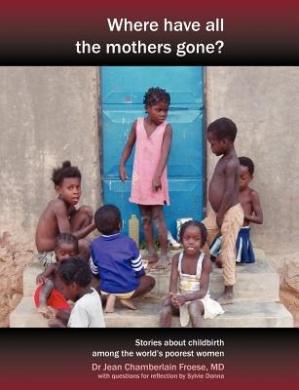 Where have all
the mothers gone?
Stories about childbirth
among the world's poorest women
Dr Jean Chamberlain Froese, MD
with questions for reflection by Sylvie Donna